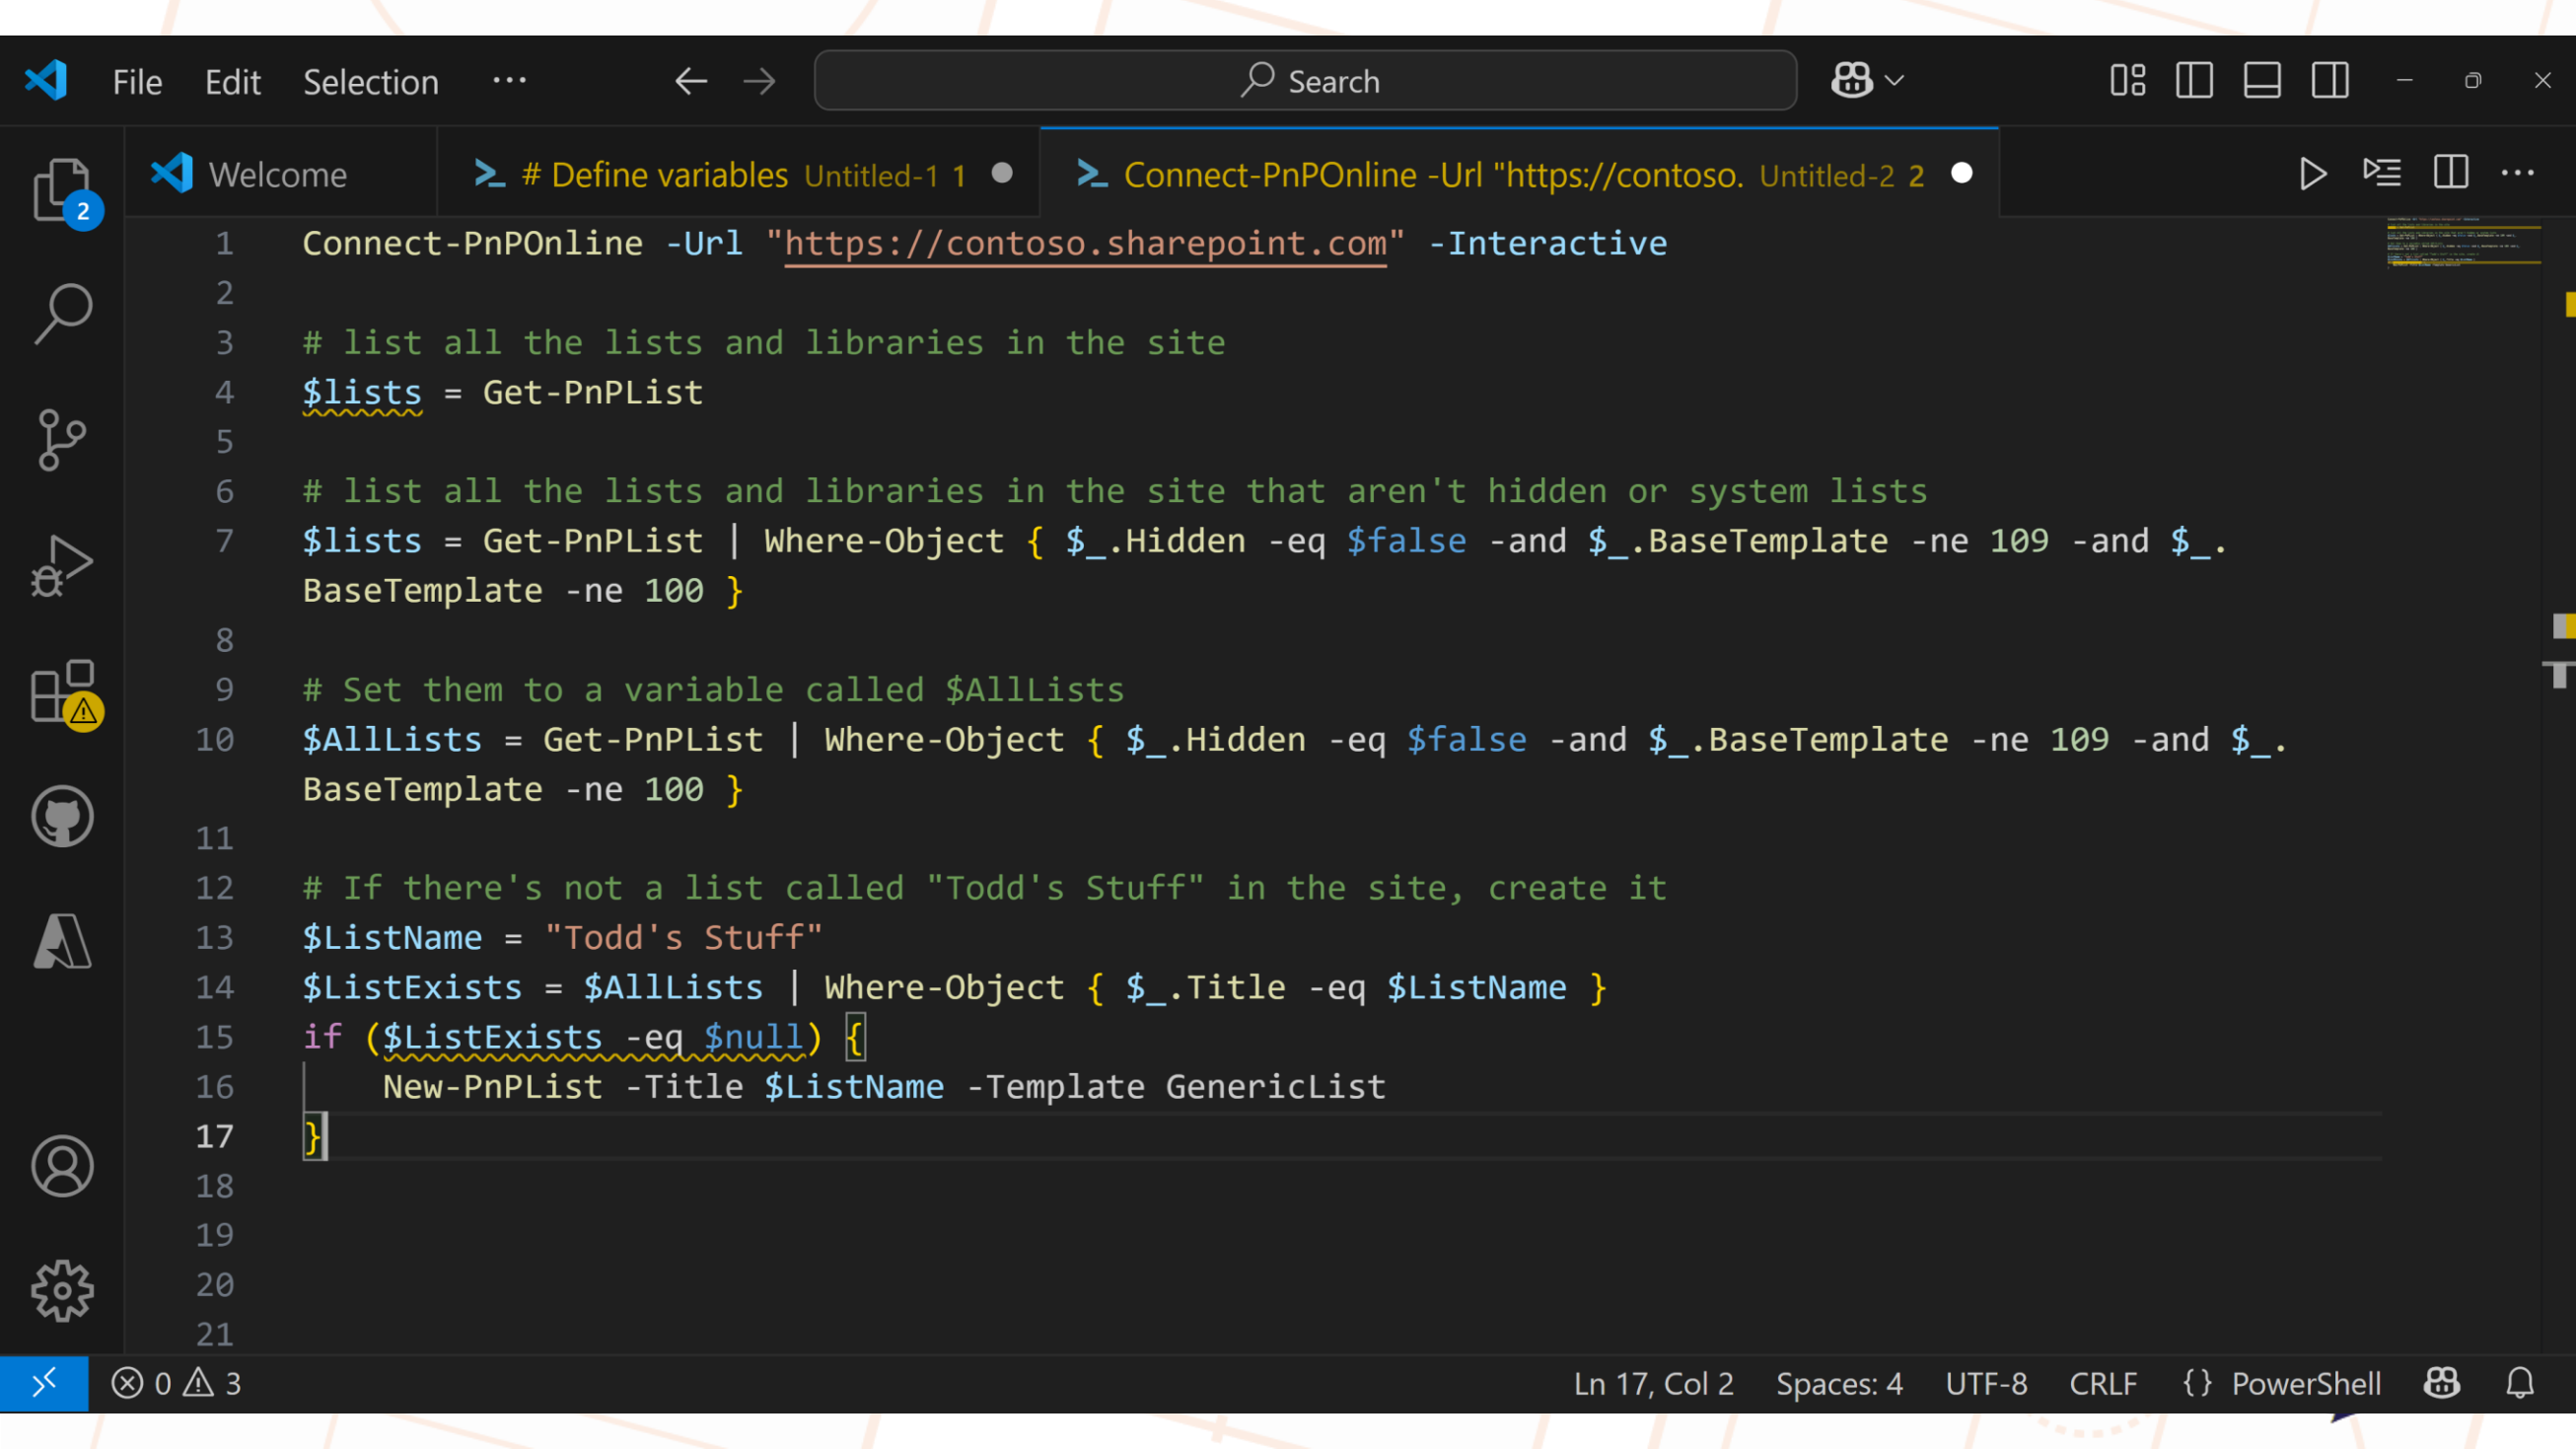 File Edit Selection ··· Search
2
Welcome
# Define variables Untitled-1 1
Connect-PnPOnline -Url "https://contoso. Untitled-2 2
1 Connect-PnPOnline -Url "https://contoso.sharepoint.com" -Interactive
2
3 # list all the lists and libraries in the site
4 $lists = Get-PnPList
5
6 # list all the lists and libraries in the site that aren't hidden or system lists
7 $lists = Get-PnPList | Where-Object { $_.Hidden -eq $false -and $_.BaseTemplate -ne 109 -and $_.
BaseTemplate -ne 100 }
8
9 # Set them to a variable called $AllLists
10 $AllLists = Get-PnPList | Where-Object { $_.Hidden -eq $false -and $_.BaseTemplate -ne 109 -and $_.
BaseTemplate -ne 100 }
11
12 # If there's not a list called "Todd's Stuff" in the site, create it
13 $ListName = "Todd's Stuff"
14 $ListExists = $AllLists | Where-Object { $_.Title -eq $ListName }
15 if ($ListExists -eq $null) {
16     New-PnPList -Title $ListName -Template GenericList
17 }
18
19
20
21
0 3 Ln 17, Col 2 Spaces: 4 UTF-8 CRLF {} PowerShell